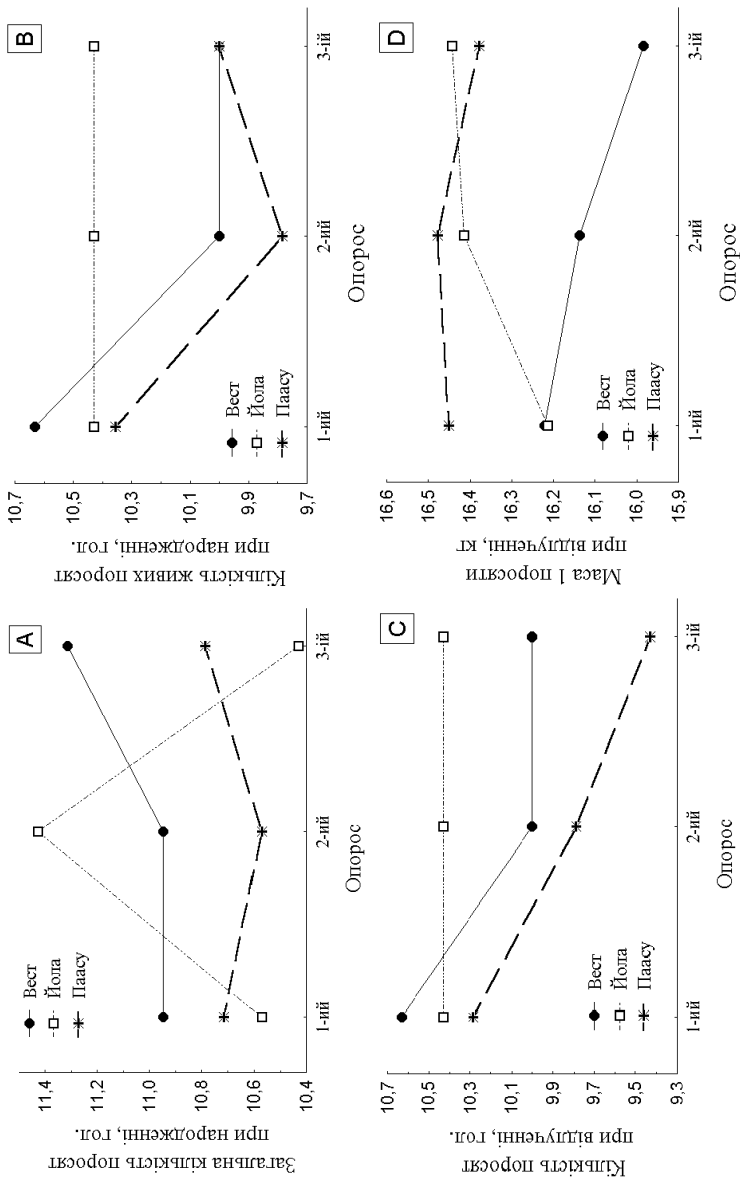 A
Загальна кількість поросят
при народженні, гол.
11,4
11,2
11,0
10,8
10,6
10,4
Вест
Йола
Паасу
1-ий
2-ий
3-ій
Опорос
B
Кількість живих поросят
при народженні, гол.
10,7
10,5
10,3
10,1
9,9
9,7
Вест
Йола
Паасу
1-ий
2-ий
3-ій
Опорос
C
Кількість поросят
при відлученні, гол.
10,7
10,5
10,3
10,1
9,9
9,7
9,5
9,3
Вест
Йола
Паасу
1-ий
2-ий
3-ій
Опорос
D
Маса 1 поросяти
при відлученні, кг
16,6
16,5
16,4
16,3
16,2
16,1
16,0
15,9
Вест
Йола
Паасу
1-ий
2-ий
3-ій
Опорос